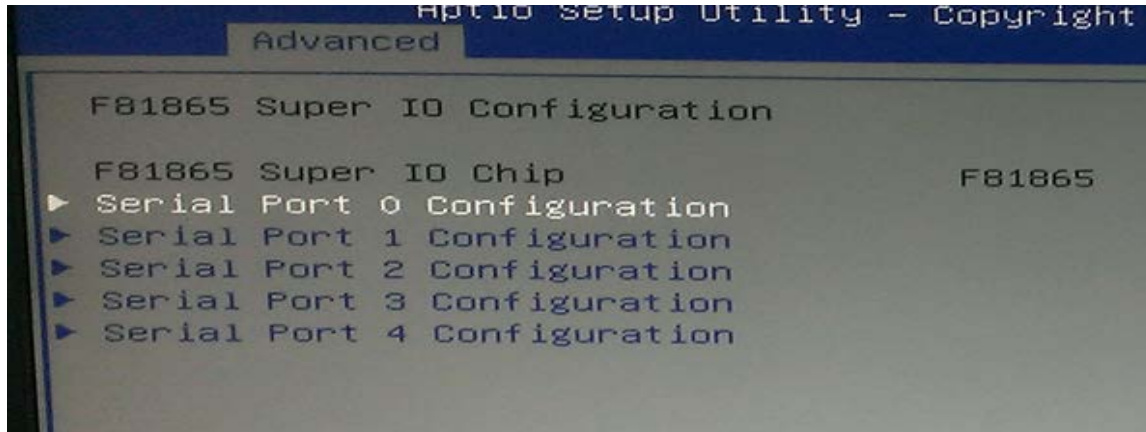 Aptio Setup Utility – Copyright
Advanced
F81865 Super IO Configuration
F81865 Super IO Chip F81865
► Serial Port 0 Configuration
► Serial Port 1 Configuration
► Serial Port 2 Configuration
► Serial Port 3 Configuration
► Serial Port 4 Configuration